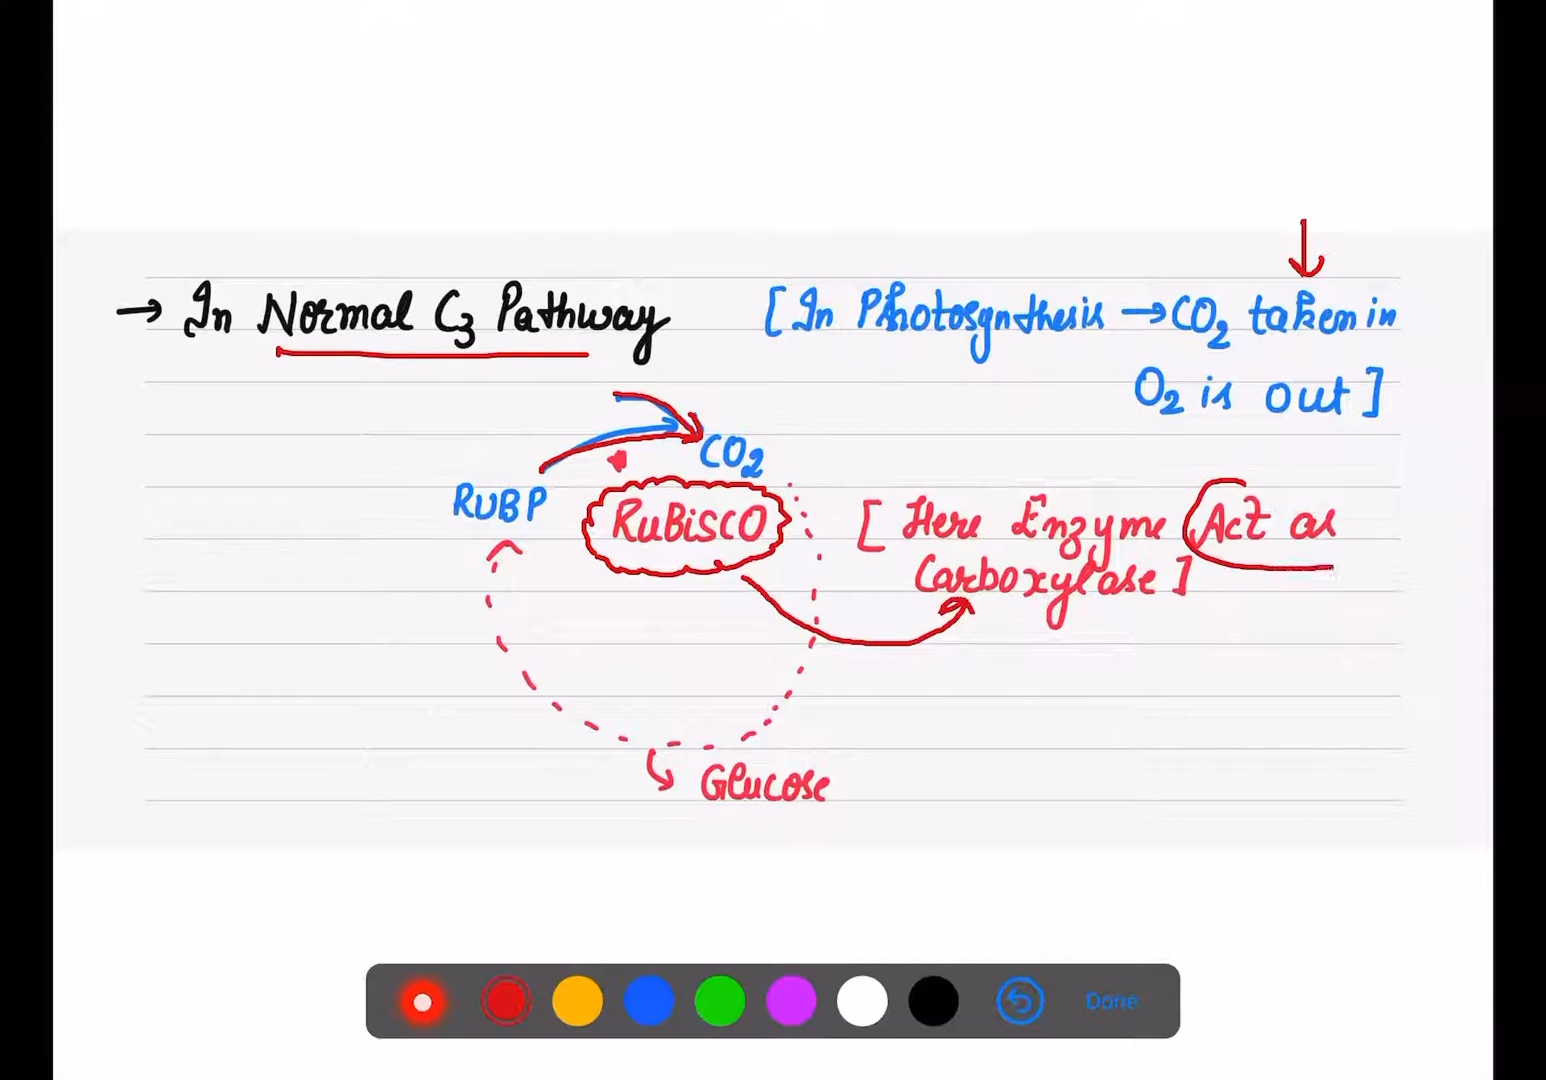 → In Normal C3 Pathway [In Photosynthesis → CO2 taken in
O2 is out]
CO2
RUBP
RuBisCO [Here Enzyme Act as
Carboxylase]
Glucose
Done